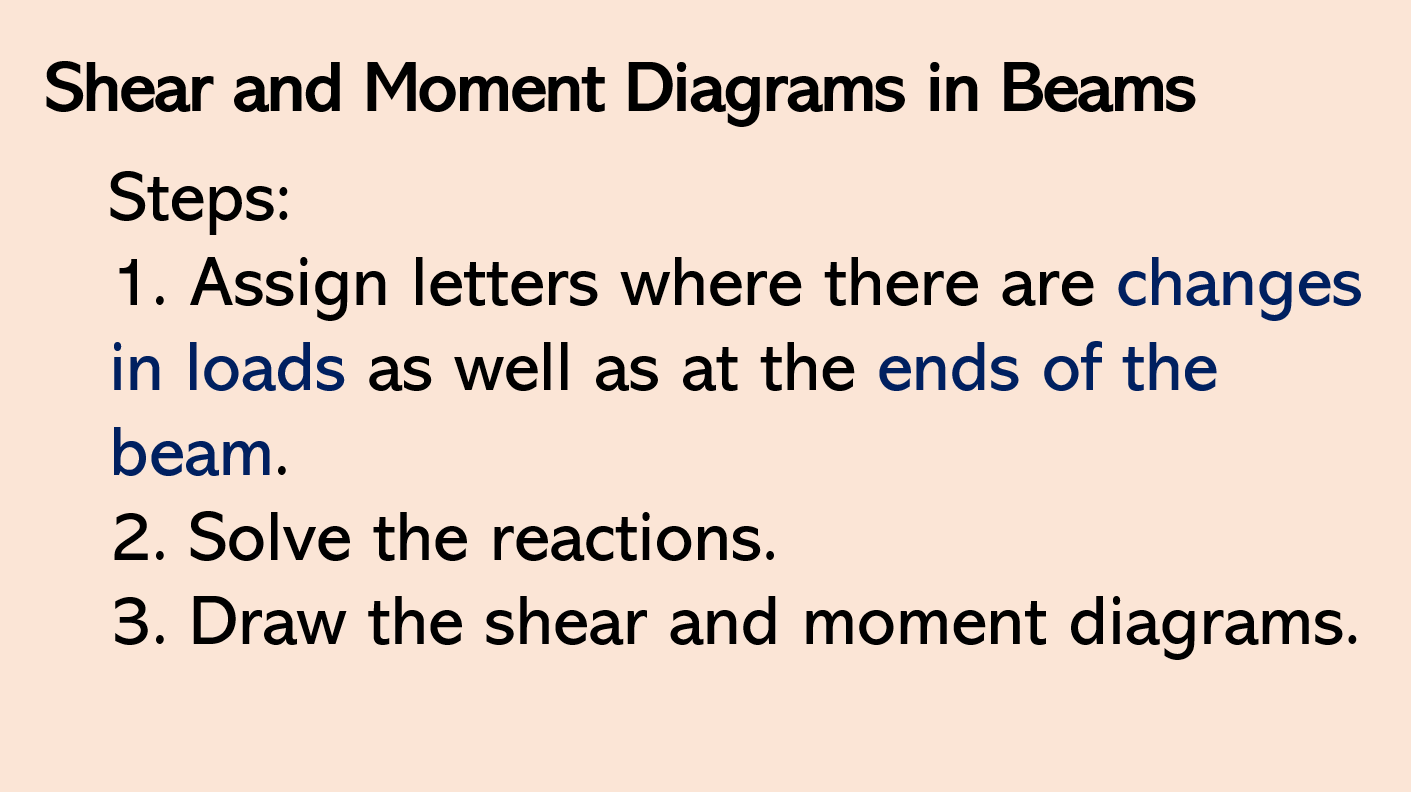 Shear and Moment Diagrams in Beams
Steps:
1. Assign letters where there are changes
in loads as well as at the ends of the
beam.
2. Solve the reactions.
3. Draw the shear and moment diagrams.